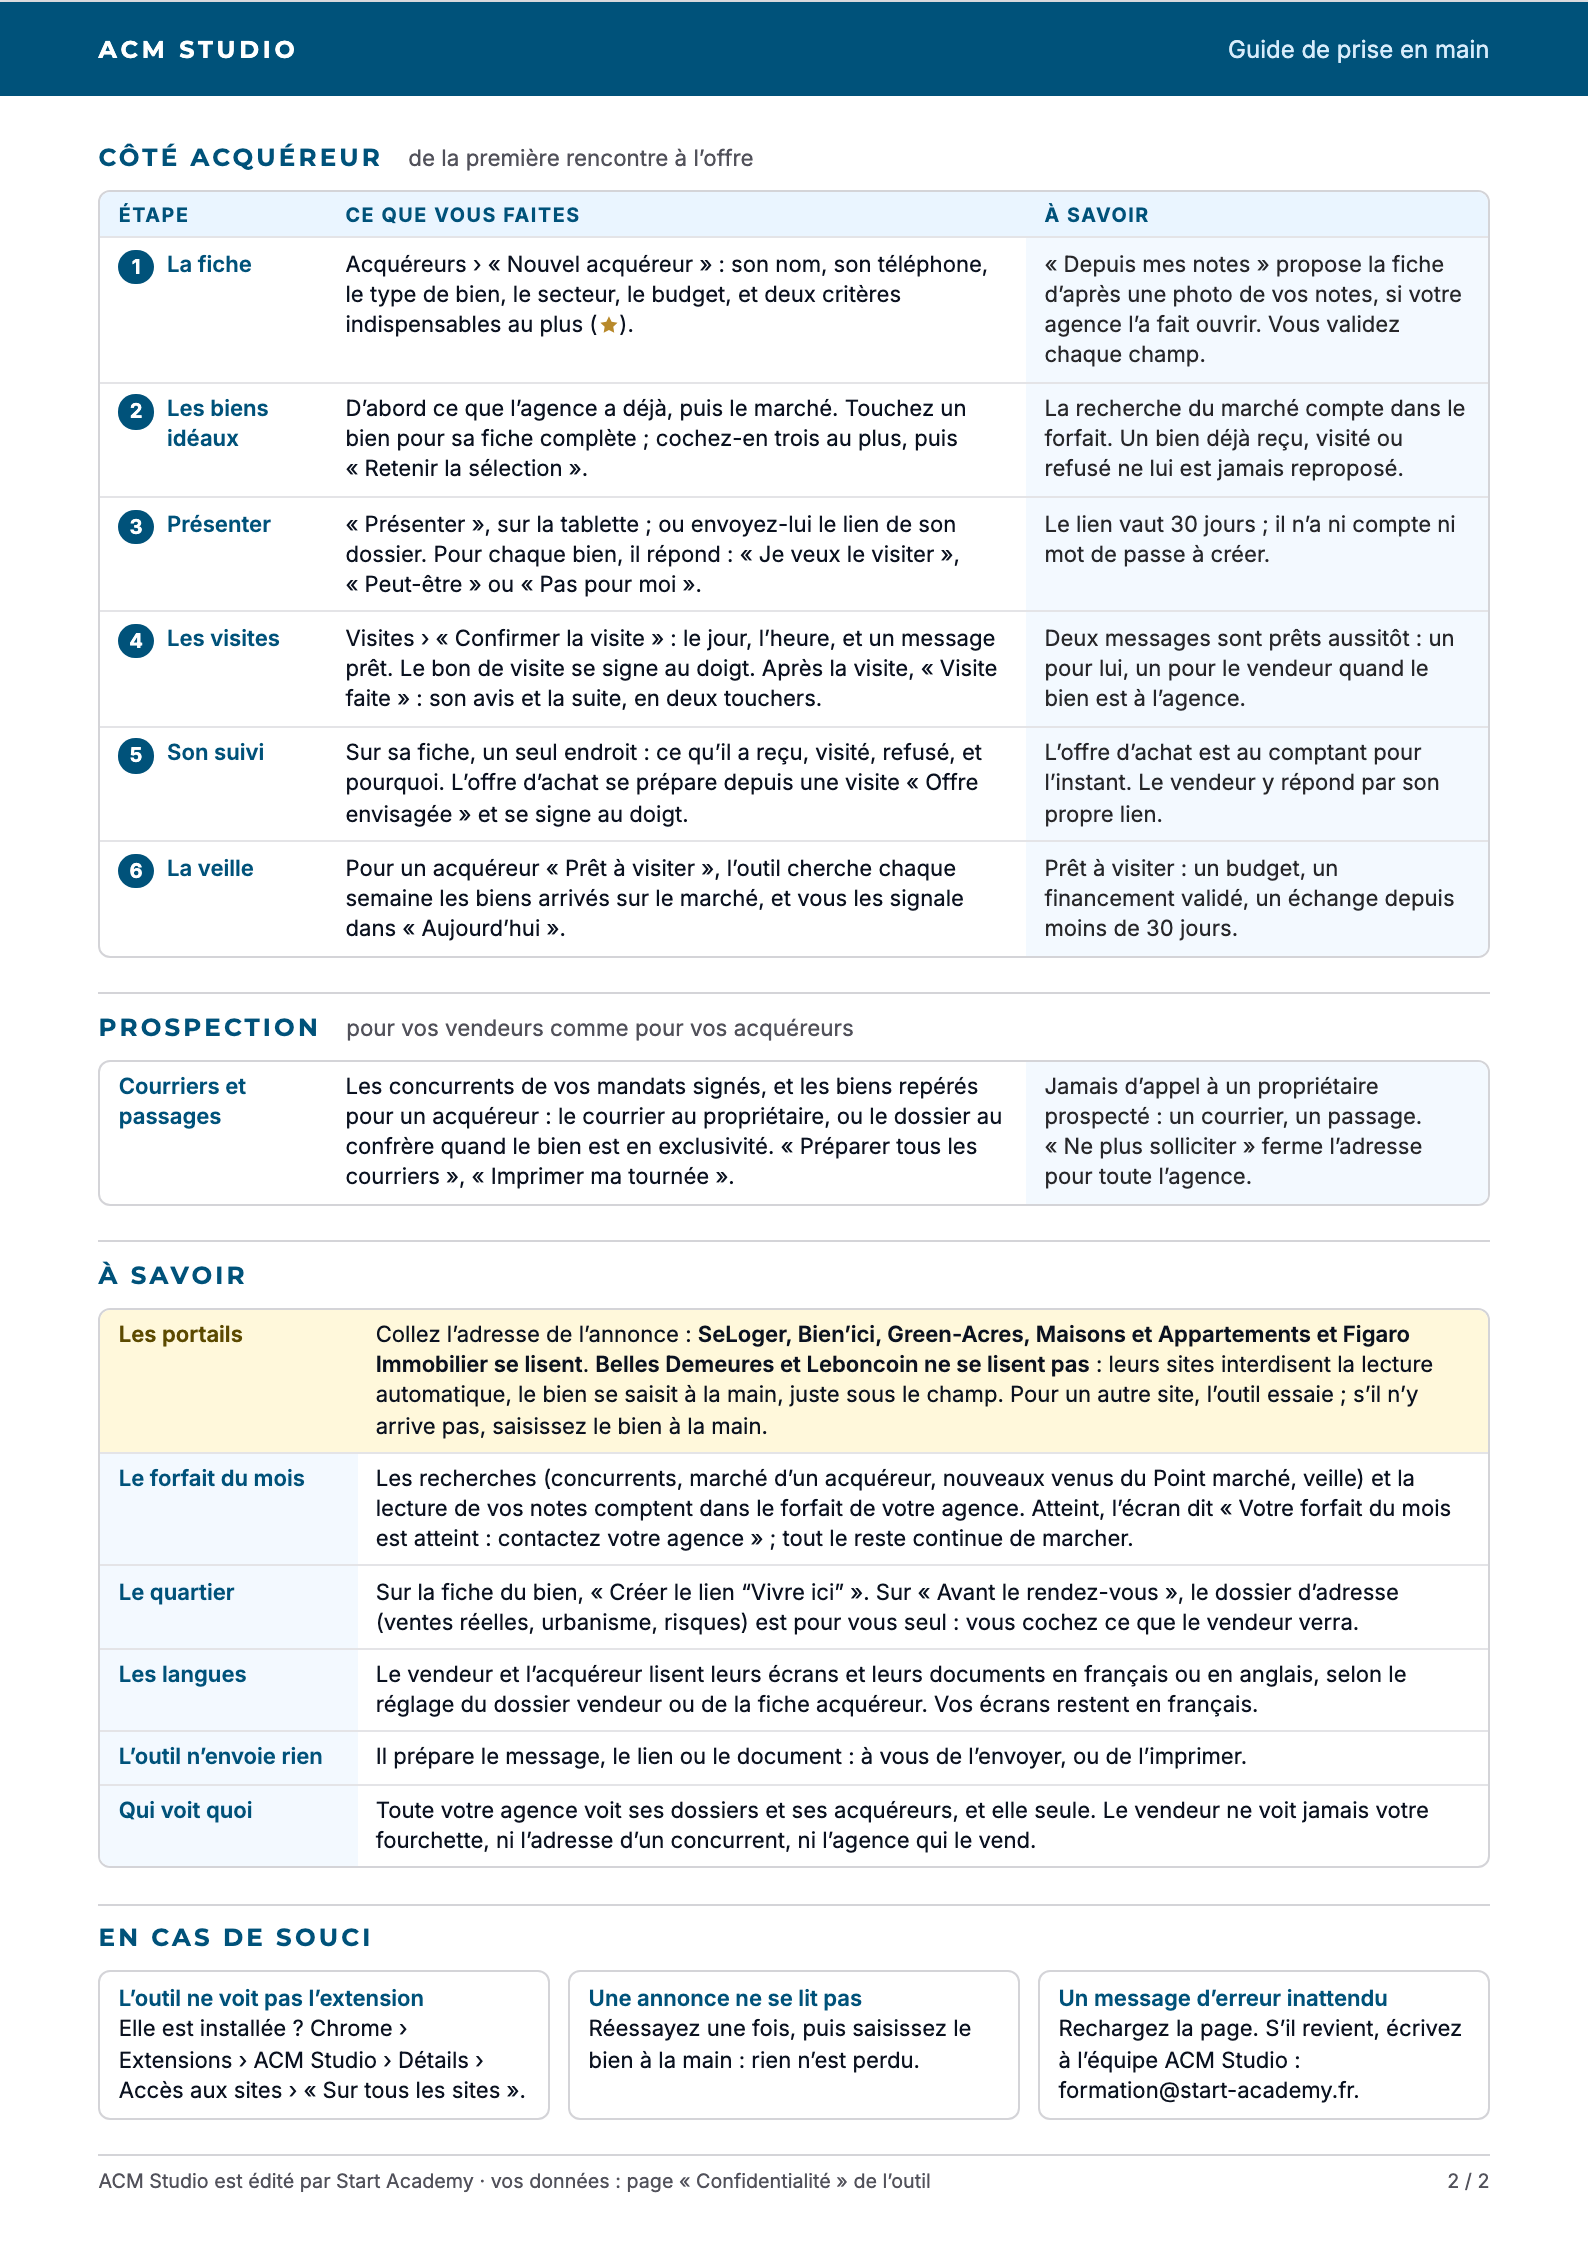 ACM STUDIO
Guide de prise en main
CÔTÉ ACQUÉREUR de la première rencontre à l’offre
ÉTAPE
CE QUE VOUS FAITES
À SAVOIR
1 La fiche
Acquéreurs › « Nouvel acquéreur » : son nom, son téléphone,
le type de bien, le secteur, le budget, et deux critères
indispensables au plus (★).
« Depuis mes notes » propose la fiche
d’après une photo de vos notes, si votre
agence l’a fait ouvrir. Vous validez
chaque champ.
2 Les biens
idéaux
D’abord ce que l’agence a déjà, puis le marché. Touchez un
bien pour sa fiche complète ; cochez-en trois au plus, puis
« Retenir la sélection ».
La recherche du marché compte dans le
forfait. Un bien déjà reçu, visité ou
refusé ne lui est jamais reproposé.
3 Présenter
« Présenter », sur la tablette ; ou envoyez-lui le lien de son
dossier. Pour chaque bien, il répond : « Je veux le visiter »,
« Peut-être » ou « Pas pour moi ».
Le lien vaut 30 jours ; il n’a ni compte ni
mot de passe à créer.
4 Les visites
Visites › « Confirmer la visite » : le jour, l’heure, et un message
prêt. Le bon de visite se signe au doigt. Après la visite, « Visite
faite » : son avis et la suite, en deux touchers.
Deux messages sont prêts aussitôt : un
pour lui, un pour le vendeur quand le
bien est à l’agence.
5 Son suivi
Sur sa fiche, un seul endroit : ce qu’il a reçu, visité, refusé, et
pourquoi. L’offre d’achat se prépare depuis une visite « Offre
envisagée » et se signe au doigt.
L’offre d’achat est au comptant pour
l’instant. Le vendeur y répond par son
propre lien.
6 La veille
Pour un acquéreur « Prêt à visiter », l’outil cherche chaque
semaine les biens arrivés sur le marché, et vous les signale
dans « Aujourd’hui ».
Prêt à visiter : un budget, un
financement validé, un échange depuis
moins de 30 jours.
PROSPECTION pour vos vendeurs comme pour vos acquéreurs
Courriers et
passages
Les concurrents de vos mandats signés, et les biens repérés
pour un acquéreur : le courrier au propriétaire, ou le dossier au
confrère quand le bien est en exclusivité. « Préparer tous les
courriers », « Imprimer ma tournée ».
Jamais d’appel à un propriétaire
prospecté : un courrier, un passage.
« Ne plus solliciter » ferme l’adresse
pour toute l’agence.
À SAVOIR
Les portails
Collez l’adresse de l’annonce : SeLoger, Bien’ici, Green-Acres, Maisons et Appartements et Figaro
Immobilier se lisent. Belles Demeures et Leboncoin ne se lisent pas : leurs sites interdisent la lecture
automatique, le bien se saisit à la main, juste sous le champ. Pour un autre site, l’outil essaie ; s’il n’y
arrive pas, saisissez le bien à la main.
Le forfait du mois
Les recherches (concurrents, marché d’un acquéreur, nouveaux venus du Point marché, veille) et la
lecture de vos notes comptent dans le forfait de votre agence. Atteint, l’écran dit « Votre forfait du mois
est atteint : contactez votre agence » ; tout le reste continue de marcher.
Le quartier
Sur la fiche du bien, « Créer le lien “Vivre ici” ». Sur « Avant le rendez-vous », le dossier d’adresse
(ventes réelles, urbanisme, risques) est pour vous seul : vous cochez ce que le vendeur verra.
Les langues
Le vendeur et l’acquéreur lisent leurs écrans et leurs documents en français ou en anglais, selon le
réglage du dossier vendeur ou de la fiche acquéreur. Vos écrans restent en français.
L’outil n’envoie rien
Il prépare le message, le lien ou le document : à vous de l’envoyer, ou de l’imprimer.
Qui voit quoi
Toute votre agence voit ses dossiers et ses acquéreurs, et elle seule. Le vendeur ne voit jamais votre
fourchette, ni l’adresse d’un concurrent, ni l’agence qui le vend.
EN CAS DE SOUCI
L’outil ne voit pas l’extension
Elle est installée ? Chrome ›
Extensions › ACM Studio › Détails ›
Accès aux sites › « Sur tous les sites ».
Une annonce ne se lit pas
Réessayez une fois, puis saisissez le
bien à la main : rien n’est perdu.
Un message d’erreur inattendu
Rechargez la page. S’il revient, écrivez
à l’équipe ACM Studio :
formation@start-academy.fr.
ACM Studio est édité par Start Academy · vos données : page « Confidentialité » de l’outil
2 / 2